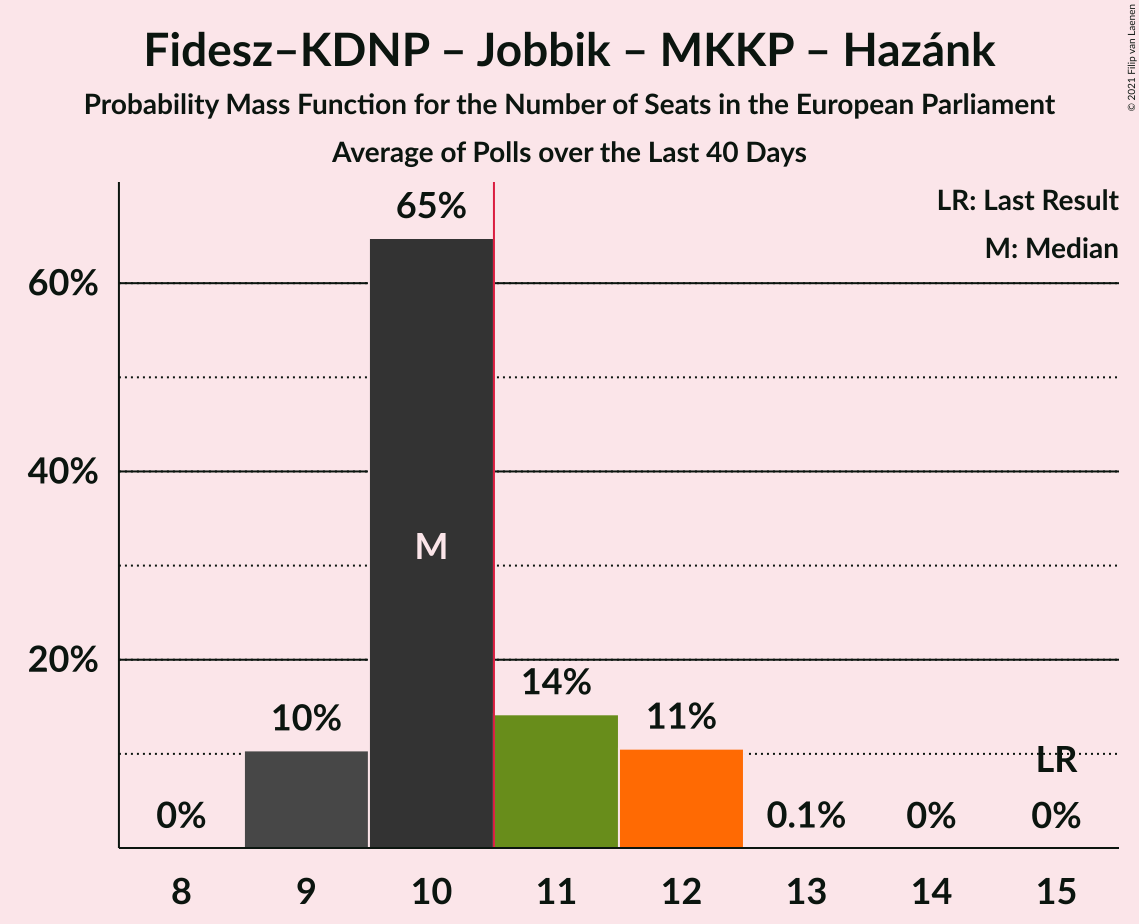 Fidesz–KDNP – Jobbik – MKKP – Hazánk
Probability Mass Function for the Number of Seats in the European Parliament
Average of Polls over the Last 40 Days
© 2021 Filip van Laenen
LR: Last Result
M: Median
60%
40%
20%
0%
10%
65%
M
14%
11%
0.1%
0%
LR
0%
8 9 10 11 12 13 14 15